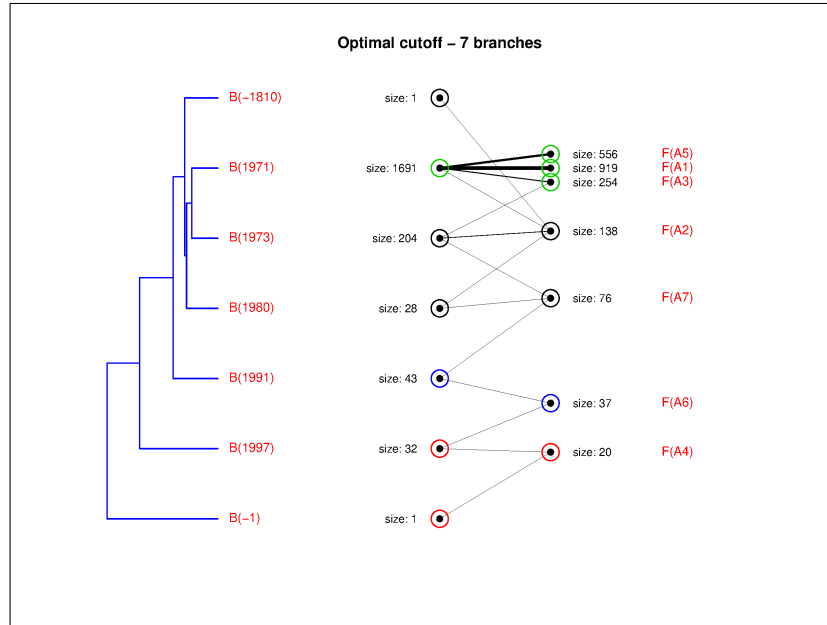 Optimal cutoff – 7 branches
B(−1810) size: 1
size: 556 F(A5)
B(1971) size: 1691 size: 919 F(A1)
size: 254 F(A3)
size: 138 F(A2)
B(1973) size: 204
size: 76 F(A7)
B(1980) size: 28
B(1991) size: 43
size: 37 F(A6)
B(1997) size: 32 size: 20 F(A4)
B(−1) size: 1